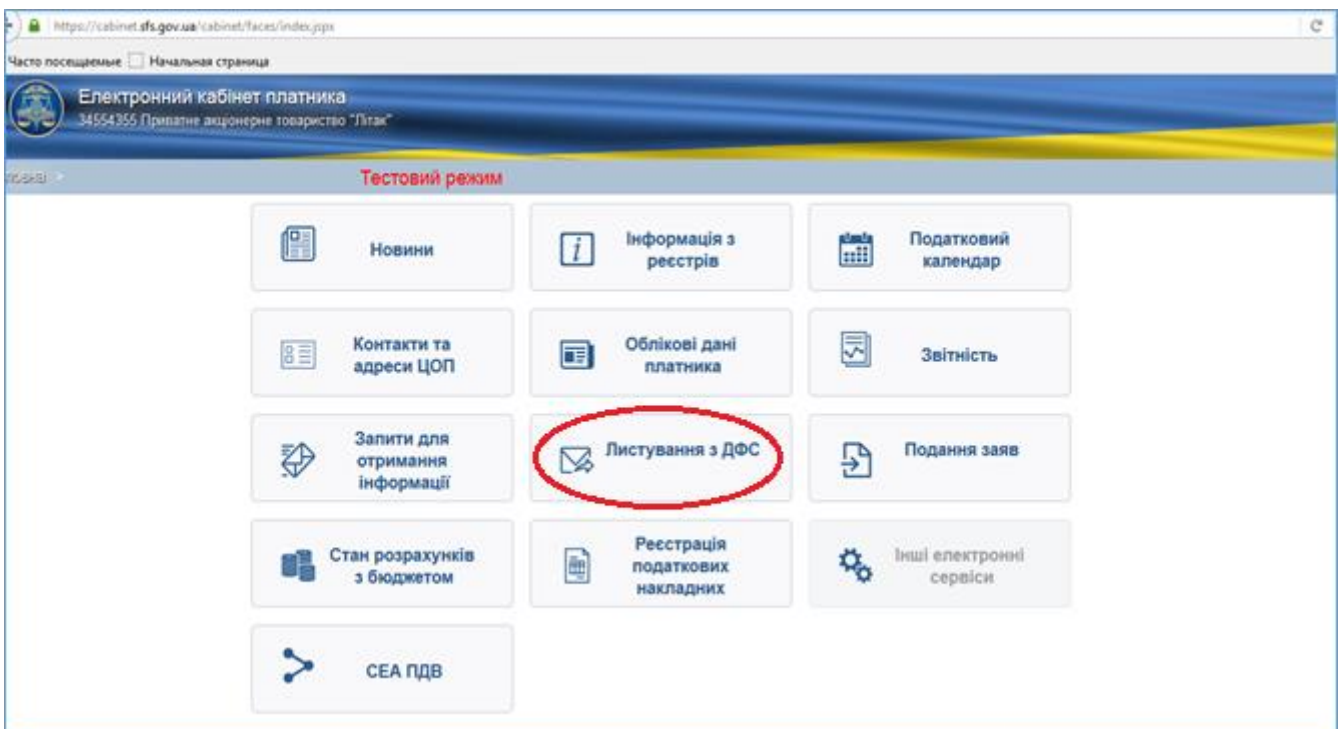 https://cabinet.sfs.gov.ua/cabinet/faces/index.jspx
Часто посещаемые Начальная страница
Електронний кабінет платника
34554355 Приватне акціонерне товариство "Літак"
Тестовий режим
Новини
Інформація з
реєстрів
Податковий
календар
Контакти та
адреси ЦОП
Облікові дані
платника
Звітність
Запити для
отримання
інформації
Листування з ДФС
Подання заяв
Стан розрахунків
з бюджетом
Реєстрація
податкових
накладних
Інші електронні
сервіси
СЕА ПДВ